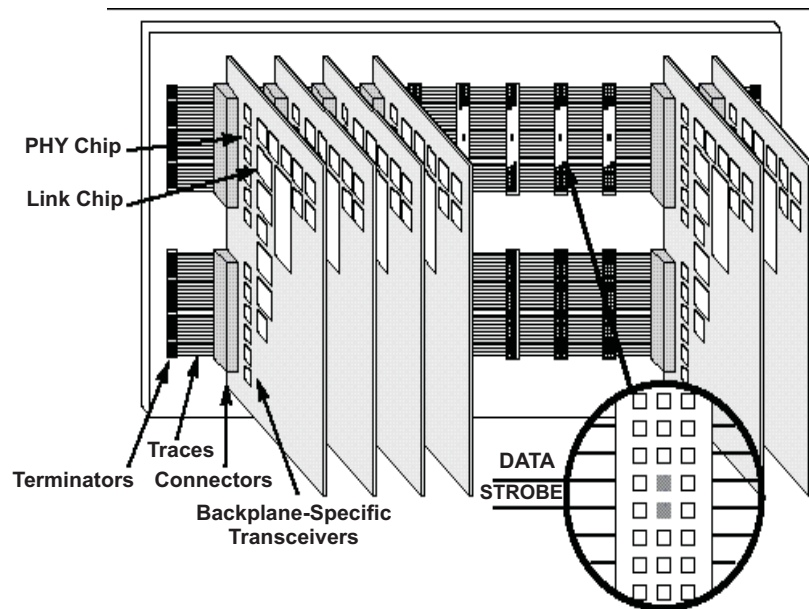 PHY Chip
Link Chip
Traces
Terminators
Connectors
Backplane-Specific
Transceivers
DATA
STROBE